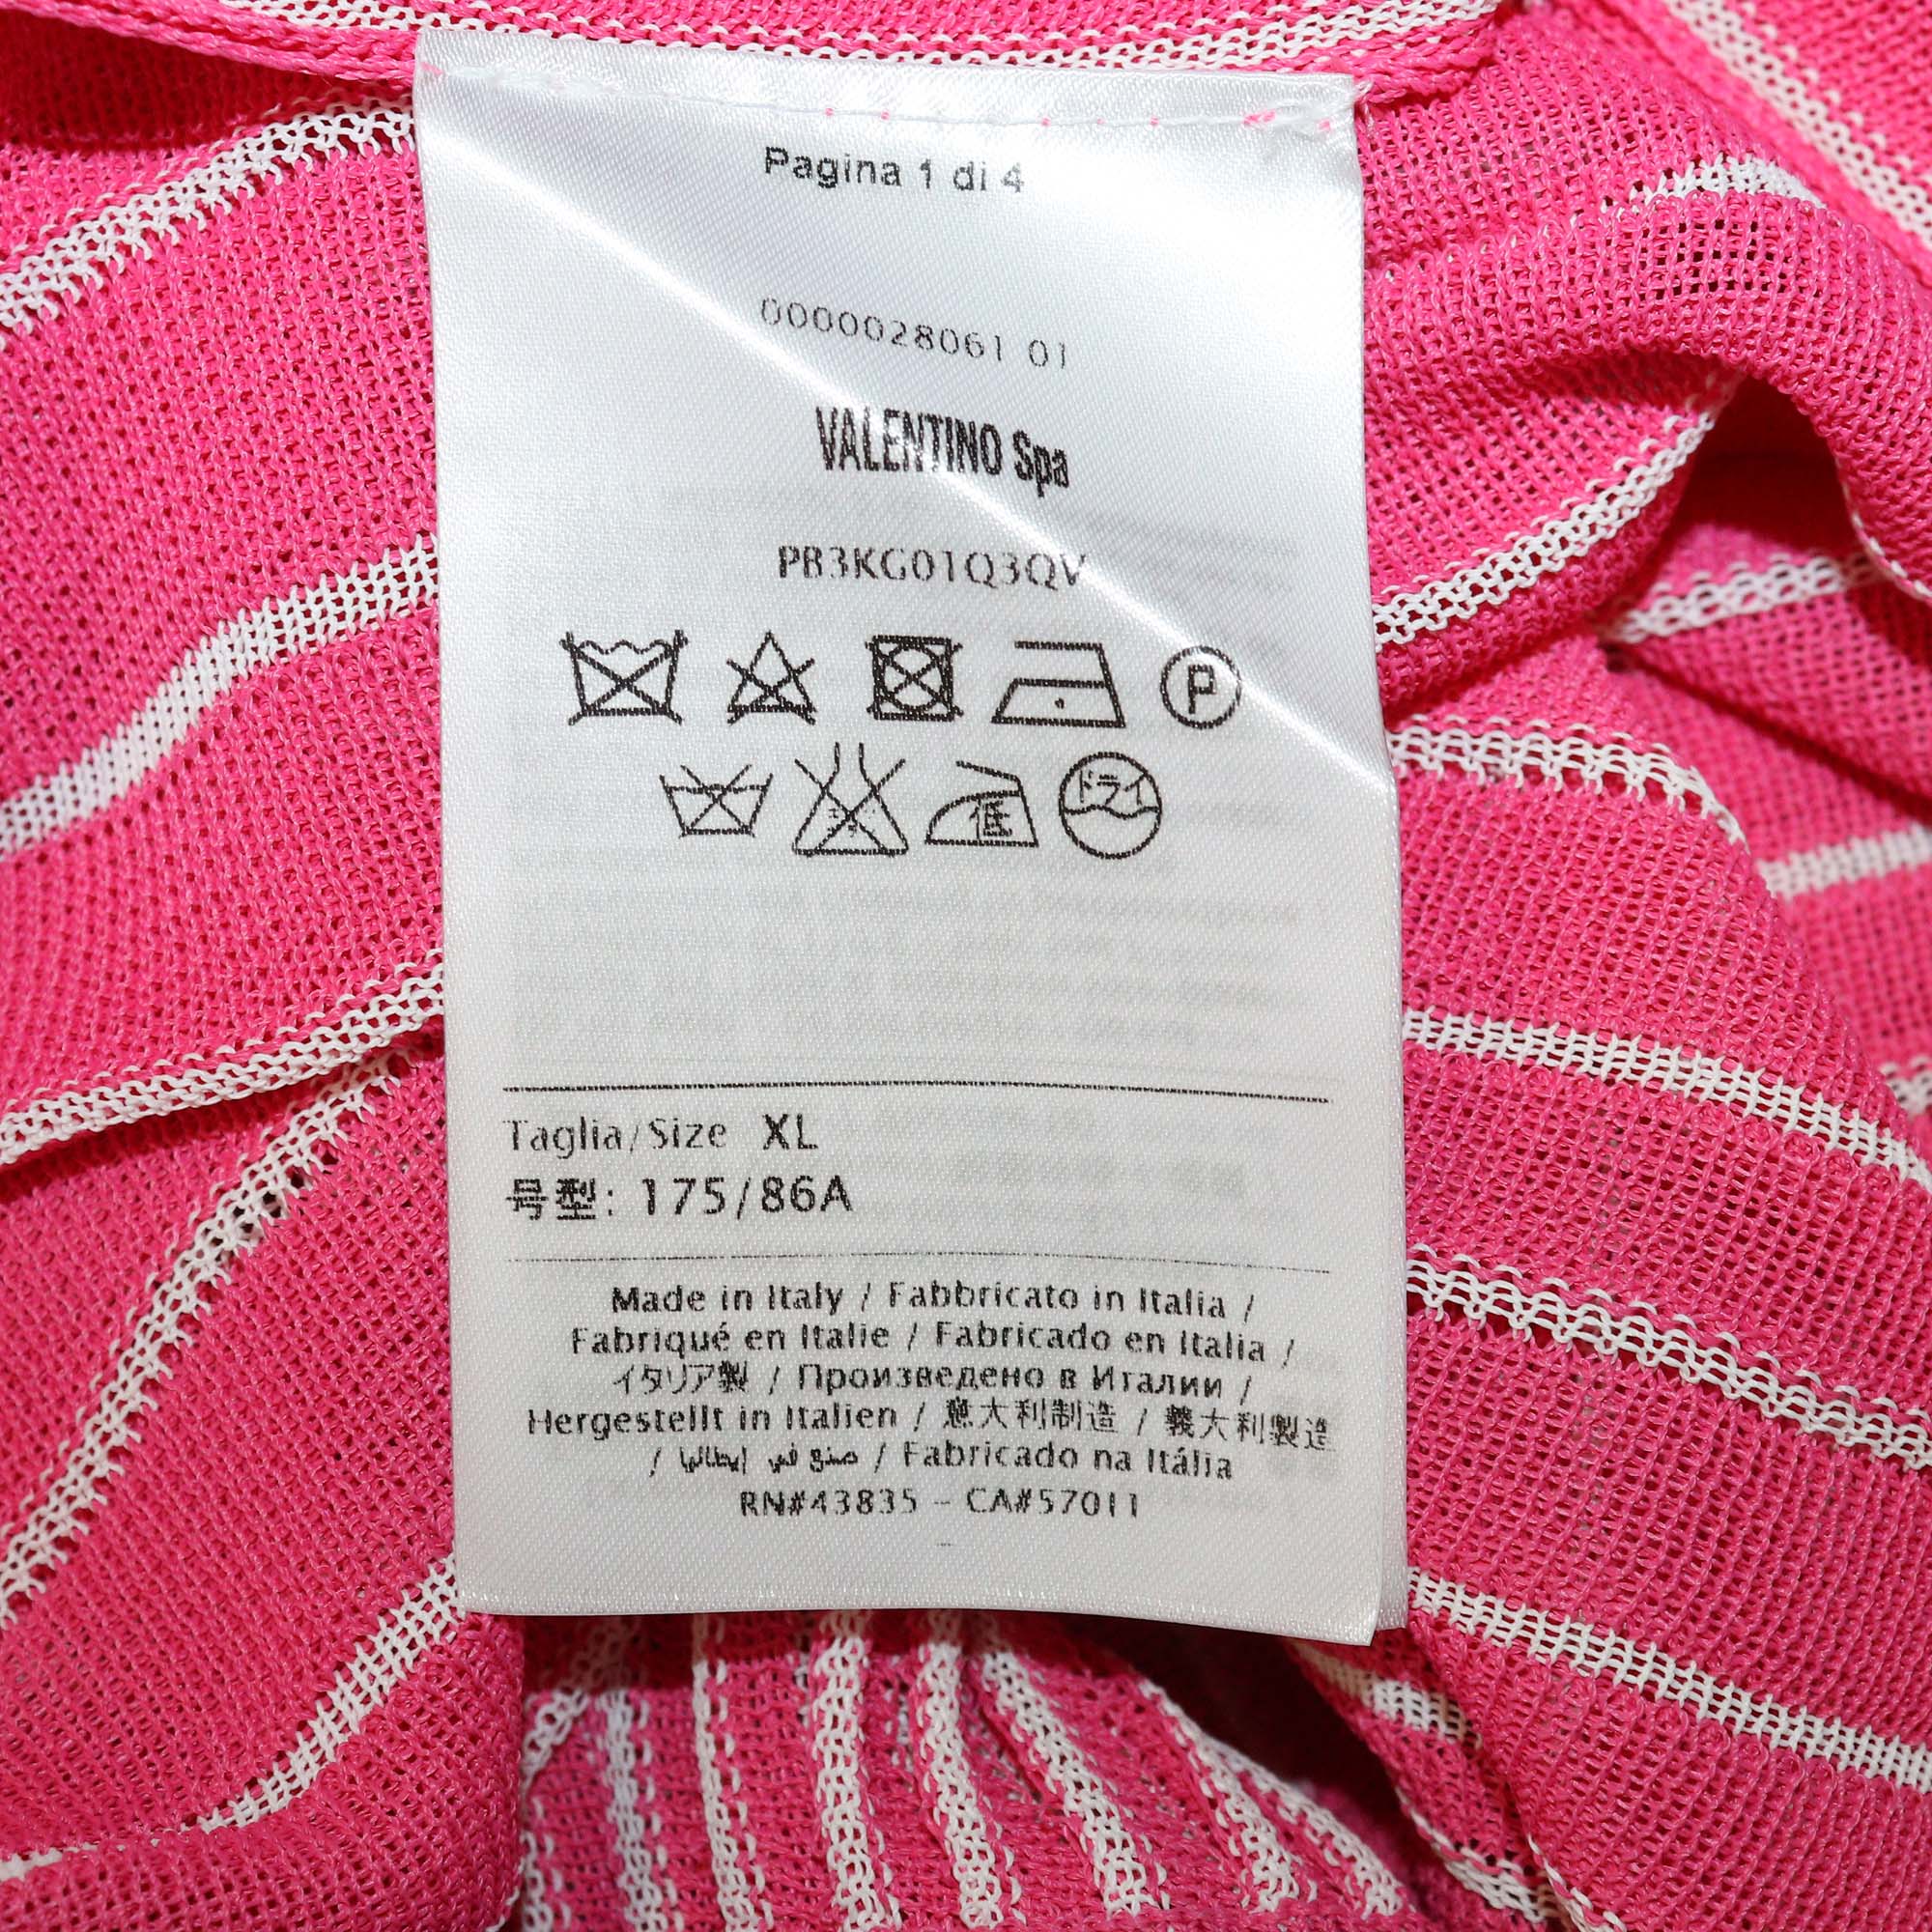 Pagina 1 di 4
0000028061 01
VALENTINO Spa
PB3KG01Q3QV
P
低 ドライ
Taglia/Size XL
号型: 175/86A
Made in Italy / Fabbricato in Italia /
Fabriqué en Italie / Fabricado en Italia /
イタリア製 / Произведено в Италии /
Hergestellt in Italien / 意大利制造 / 義大利製造
/ صنع في إيطاليا / Fabricado na Itália
RN#43835 - CA#57011